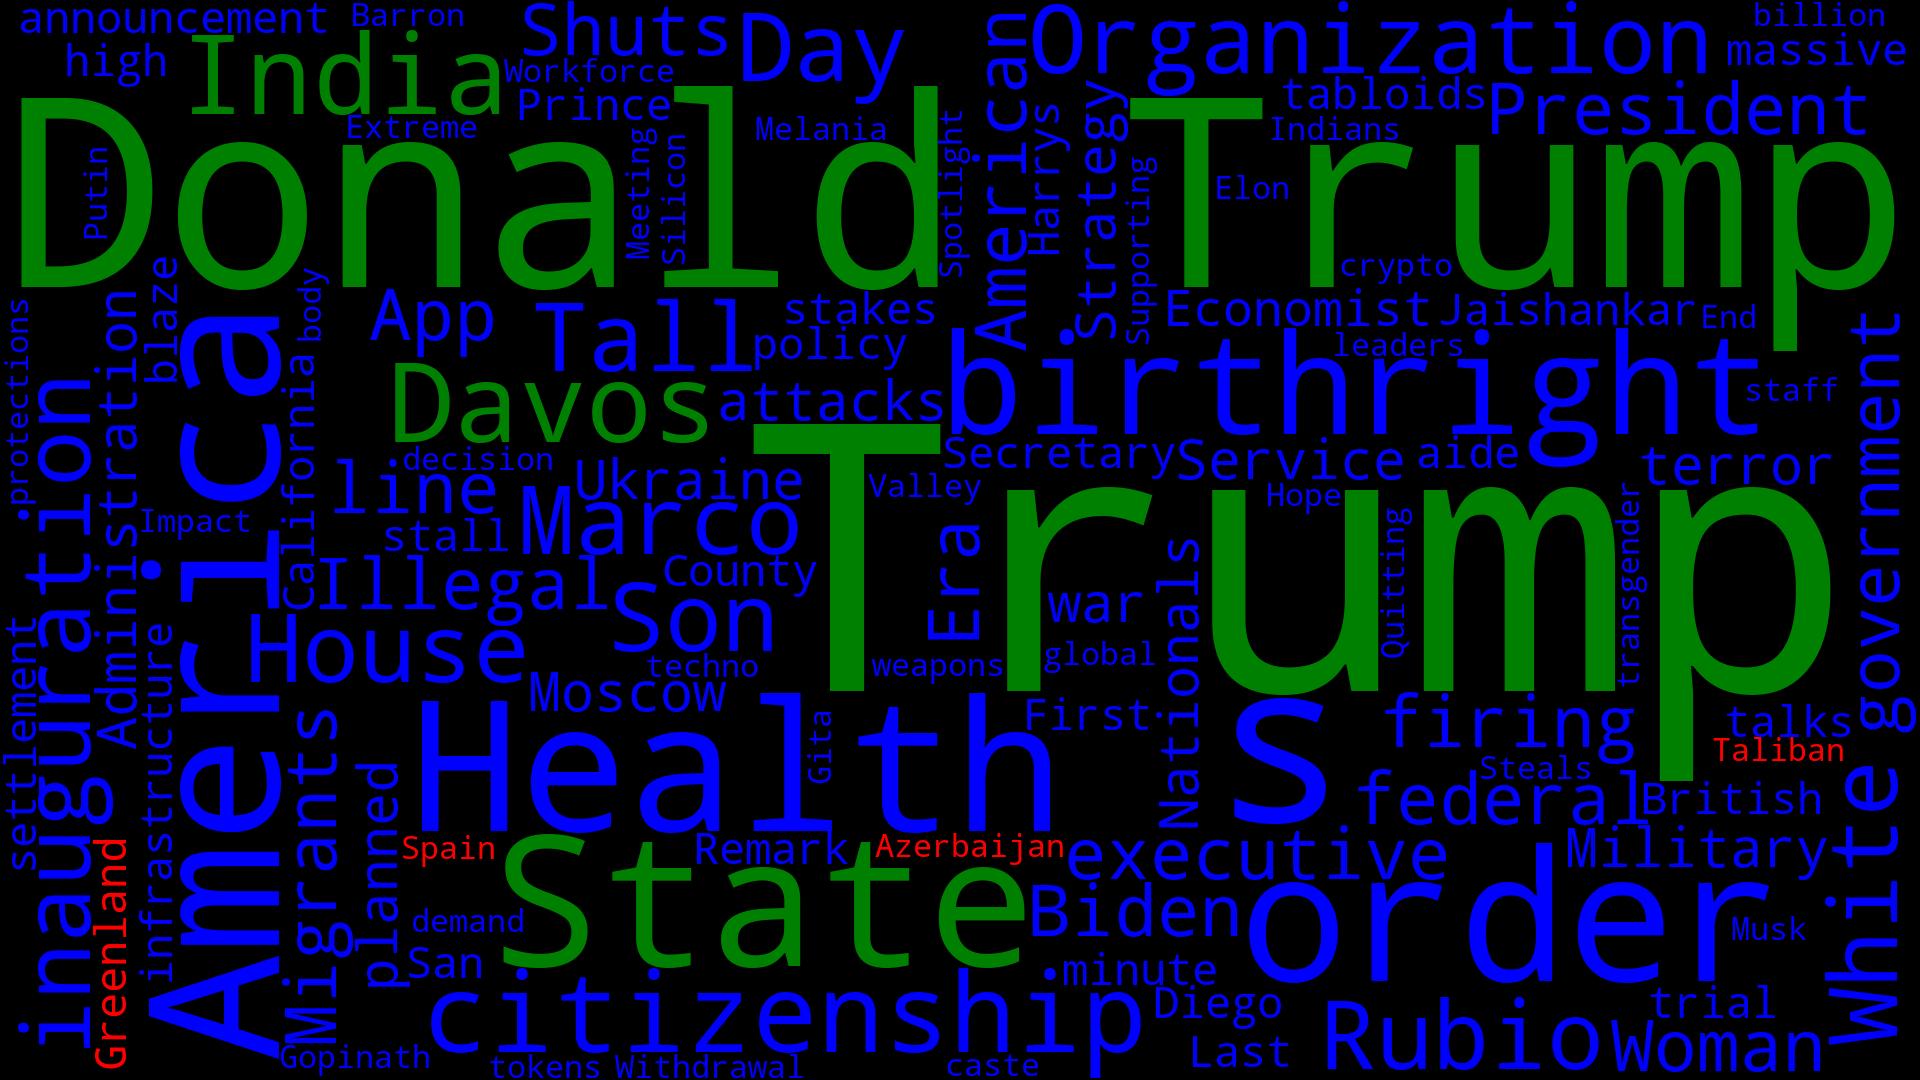 announcement
Barron
Shuts
Day
Organization
billion
high
India
Workforce
massive
Prince
tabloids
President
Extreme
Melania
American
Indians
Donald
Trump
Putin
Meeting
Silicon
Spotlight
Harrys
Strategy
Supporting
Elon
crypto
protections
blaze
body
App
Tall
stakes
policy
Economist
Jaishankar
End
leaders
birthright
staff
inauguration
Administration
America
California
Davos
attacks
government
decision
line
Ukraine
Trump
Valley
Secretary
Service
aide
terror
Hope
Impact
stall
Marco
Era
Quitting
transgender
Illegal
County
Son
war
Nationals
House
techno
weapons
global
settlement
infrastructure
Moscow
First
s
firing
talks
Taliban
Migrants
planned
Health
Gita
Steals
federal
British
White
Greenland
Spain
State
Remark
Azerbaijan
executive
Military
demand
Biden
order
Musk
San
minute
citizenship
Diego
Rubio
trial
Gopinath
tokens
Withdrawal
caste
Last
Woman